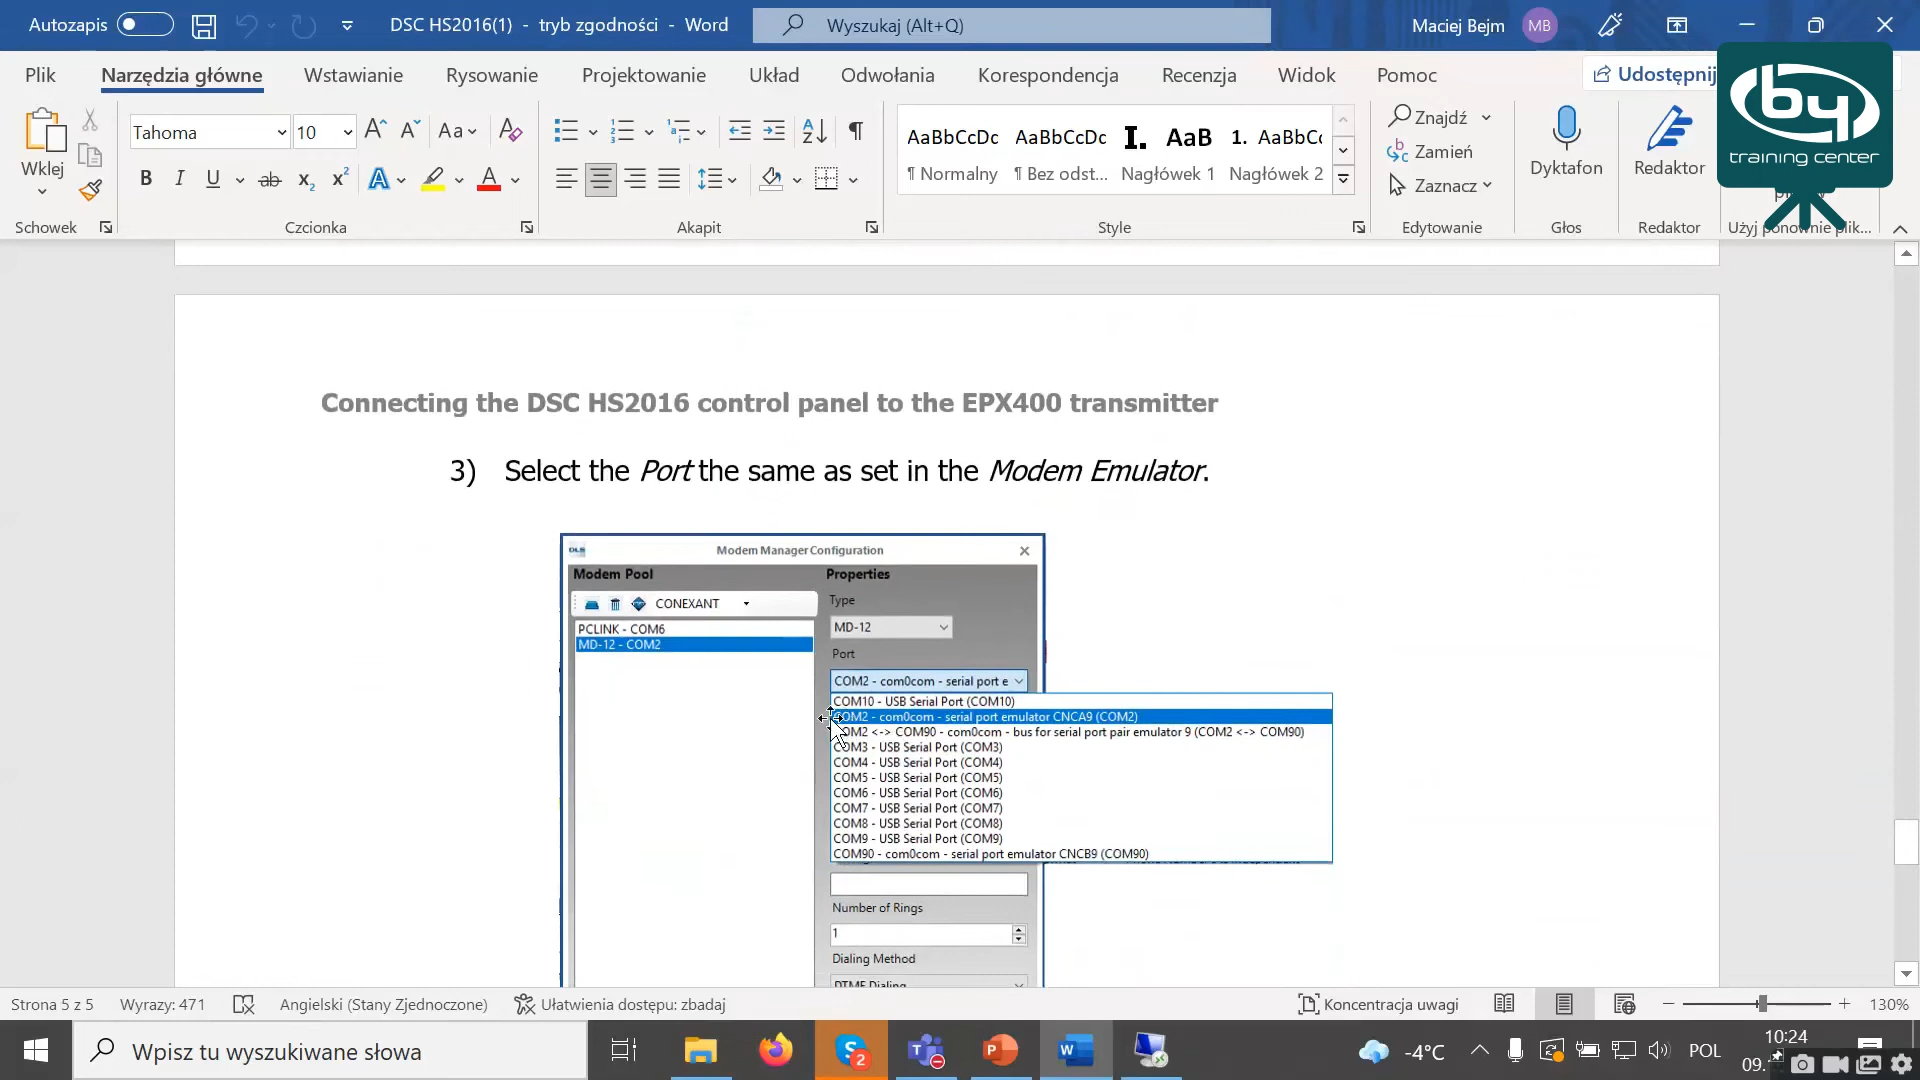 Autozapis
DSC HS2016(1) - tryb zgodności - Word
Wyszukaj (Alt+Q)
Maciej Bejm
MB
Plik
Narzędzia główne
Wstawianie
Rysowanie
Projektowanie
Układ
Odwołania
Korespondencja
Recenzja
Widok
Pomoc
Udostępnij
by
training center
Wklej
Tahoma
10
AaBbCcDc
AaBbCcDc
I. AaB
1. AaBbCc
¶ Normalny
¶ Bez odst...
Nagłówek 1
Nagłówek 2
Znajdź
Zamień
Zaznacz
Dyktafon
Redaktor
Schowek
Czcionka
Akapit
Style
Edytowanie
Głos
Redaktor
Użyj ponownie plik...
Connecting the DSC HS2016 control panel to the EPX400 transmitter
3) Select the Port the same as set in the Modem Emulator.
DLS
Modem Manager Configuration
Modem Pool
Properties
CONEXANT
Type
PCLINK - COM6
MD-12 - COM2
MD-12
Port
COM2 - com0com - serial port e
COM10 - USB Serial Port (COM10)
COM2 - com0com - serial port emulator CNCA9 (COM2)
COM2 <-> COM90 - com0com - bus for serial port pair emulator 9 (COM2 <-> COM90)
COM3 - USB Serial Port (COM3)
COM4 - USB Serial Port (COM4)
COM5 - USB Serial Port (COM5)
COM6 - USB Serial Port (COM6)
COM7 - USB Serial Port (COM7)
COM8 - USB Serial Port (COM8)
COM9 - USB Serial Port (COM9)
COM90 - com0com - serial port emulator CNCB9 (COM90)
Number of Rings
1
Dialing Method
DTMF Dialing
Strona 5 z 5
Wyrazy: 471
Angielski (Stany Zjednoczone)
Ułatwienia dostępu: zbadaj
Koncentracja uwagi
130%
Wpisz tu wyszukiwane słowa
2
-4°C
POL
10:24
09.